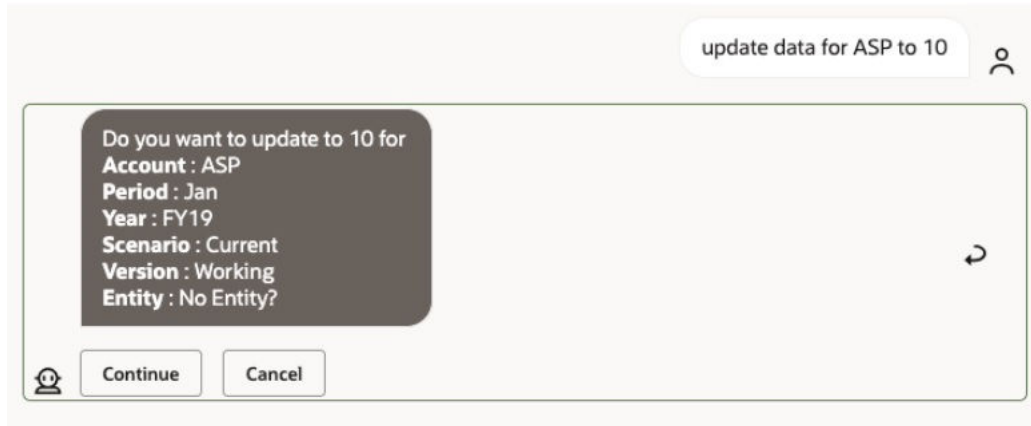 update data for ASP to 10
Do you want to update to 10 for
Account : ASP
Period : Jan
Year : FY19
Scenario : Current
Version : Working
Entity : No Entity?
Continue
Cancel